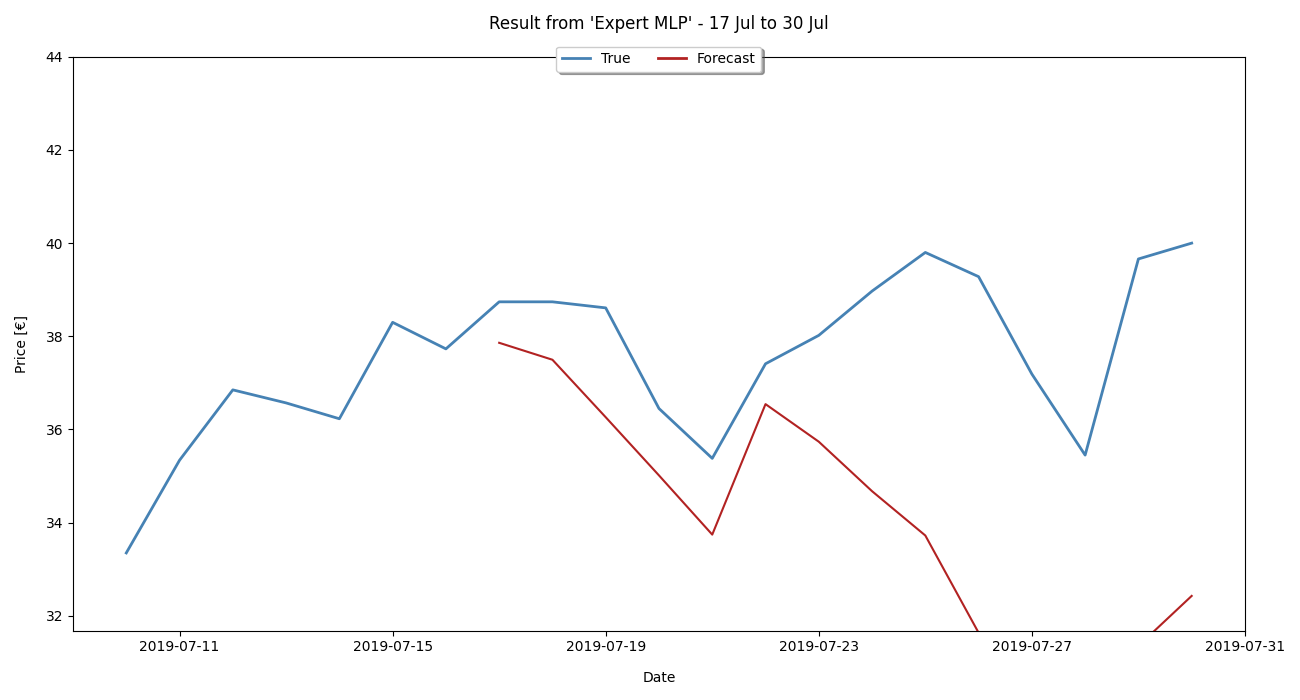 Result from 'Expert MLP' - 17 Jul to 30 Jul
True Forecast
44
42
40
38
36
34
32
Price [€]
2019-07-11 2019-07-15 2019-07-19 2019-07-23 2019-07-27 2019-07-31
Date